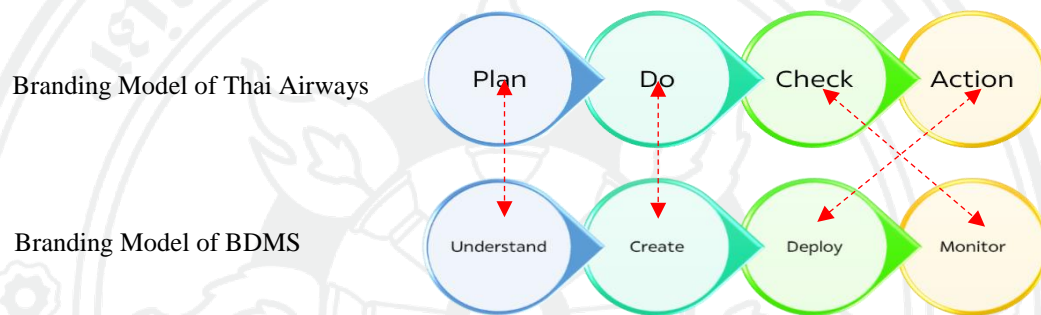 Branding Model of Thai Airways
Plan
Do
Check
Action
Branding Model of BDMS
Understand
Create
Deploy
Monitor